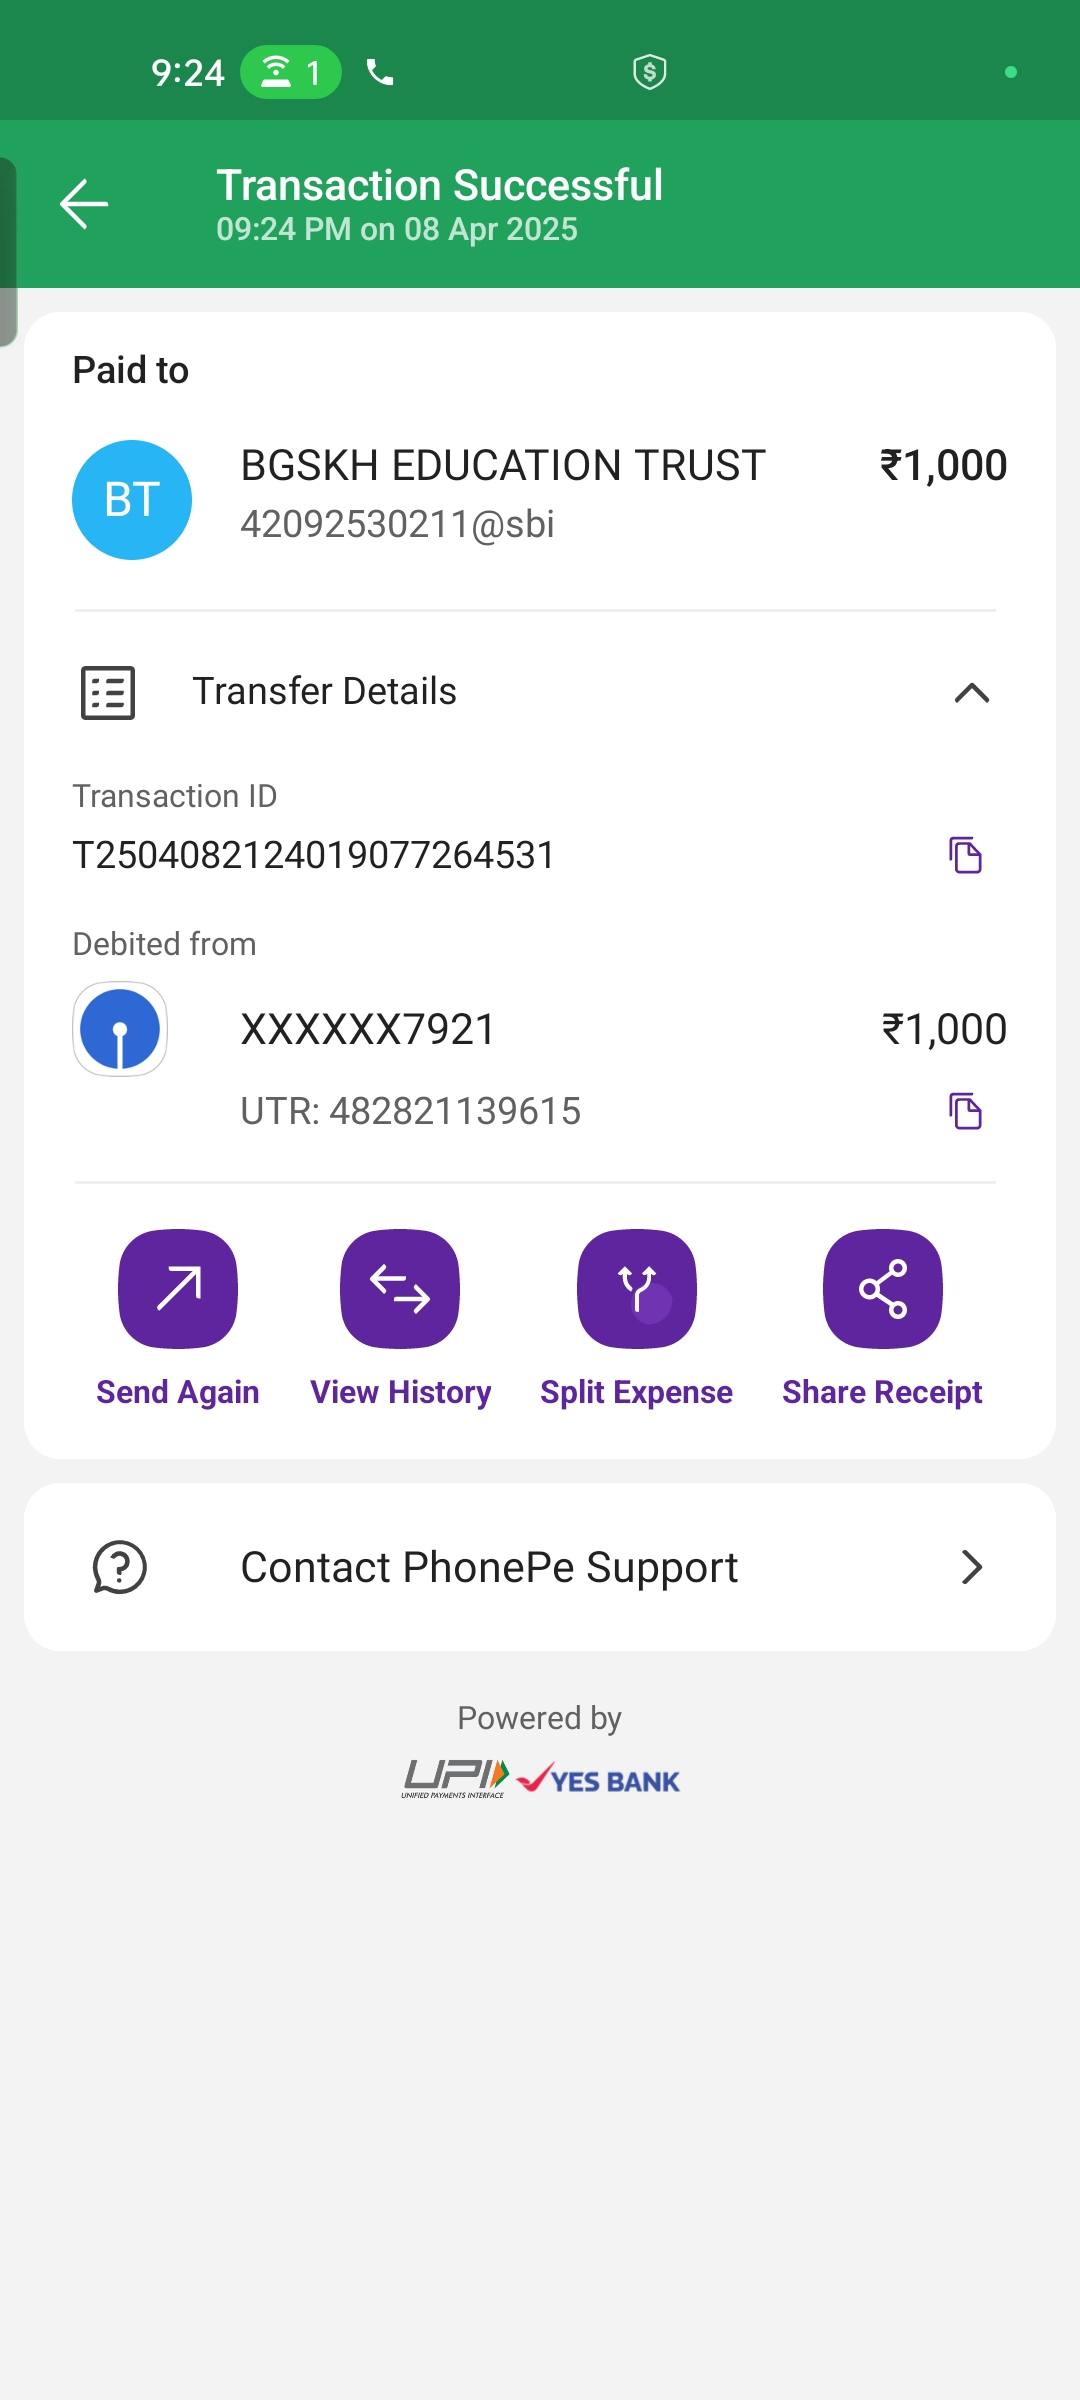 9:24 1
Transaction Successful
09:24 PM on 08 Apr 2025
Paid to
BT
BGSKH EDUCATION TRUST ₹1,000
42092530211@sbi
Transfer Details
Transaction ID
T2504082124019077264531
Debited from
XXXXXX7921 ₹1,000
UTR: 482821139615
Send Again View History Split Expense Share Receipt
Contact PhonePe Support
Powered by
UPI YES BANK
UNIFIED PAYMENTS INTERFACE